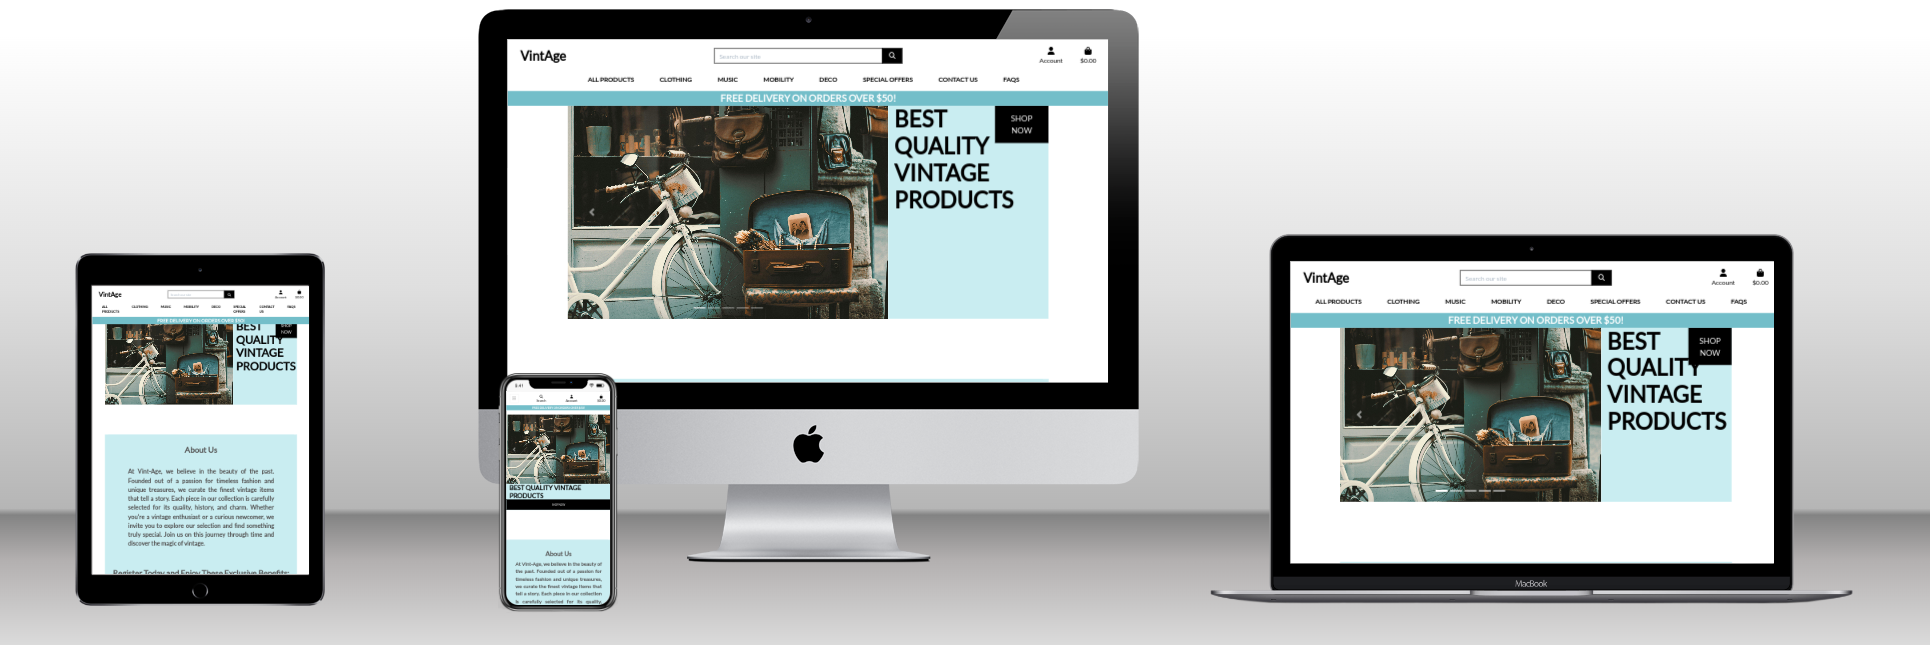 VintAge
Search our site
Account
$0.00
ALL PRODUCTS CLOTHING MUSIC MOBILITY DECO SPECIAL OFFERS CONTACT US FAQS
FREE DELIVERY ON ORDERS OVER $50!
BEST
QUALITY
VINTAGE
PRODUCTS
SHOP
NOW
VintAge
Account
$0.00
ALL
PRODUCTS
CLOTHING MUSIC MOBILITY DECO
SPECIAL
OFFERS
CONTACT
US
FAQS
FREE DELIVERY ON ORDERS OVER $50!
BEST
QUALITY
VINTAGE
PRODUCTS
SHOP
NOW
About Us
At Vint-Age, we believe in the beauty of the past.
Founded out of a passion for timeless fashion and
unique treasures, we curate the finest vintage items
that tell a story. Each piece in our collection is carefully
selected for its quality, history, and charm. Whether
you're a vintage enthusiast or a curious newcomer, we
invite you to explore our selection and find something
truly special. Join us on this journey through time and
discover the magic of vintage.
Register Today and Enjoy These Exclusive Benefits:
9:41
Search
Account
$0.00
BEST QUALITY VINTAGE
PRODUCTS
SHOP NOW
About Us
At Vint-Age, we believe in the beauty of
the past. Founded out of a passion for
timeless fashion and unique treasures,
we curate the finest vintage items that
tell a story. Each piece in our collection
is carefully selected for its quality,
VintAge
Search our site
Account
$0.00
ALL PRODUCTS CLOTHING MUSIC MOBILITY DECO SPECIAL OFFERS CONTACT US FAQS
FREE DELIVERY ON ORDERS OVER $50!
BEST
QUALITY
VINTAGE
PRODUCTS
SHOP
NOW
MacBook